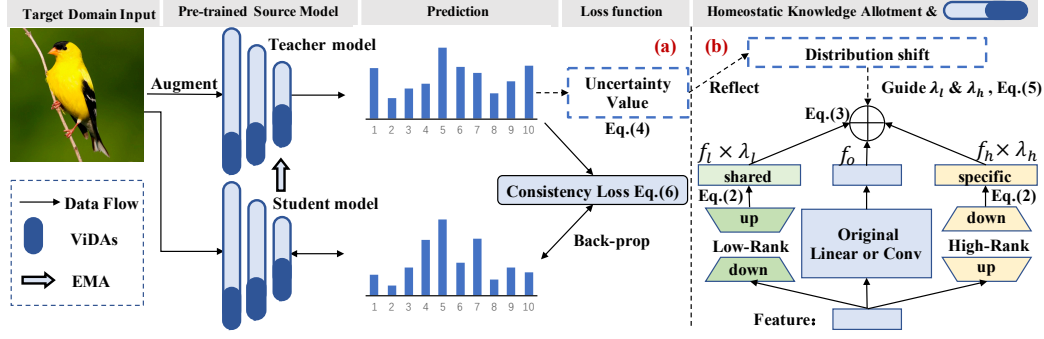 Target Domain Input
Pre-trained Source Model
Prediction
Loss function
Homeostatic Knowledge Allotment &
Teacher model
(a)
(b)
Distribution shift
Augment
Uncertainty
Value
Reflect
Guide λl & λh , Eq.(5)
1 2 3 4 5 6 7 8 9 10
Eq.(4)
Eq.(3)
fl × λl
fo
fh × λh
shared
specific
Consistency Loss Eq.(6)
Eq.(2)
Eq.(2)
Data Flow
Student model
up
down
ViDAs
Back-prop
Original
Linear or Conv
Low-Rank
High-Rank
EMA
down
up
1 2 3 4 5 6 7 8 9 10
Feature: